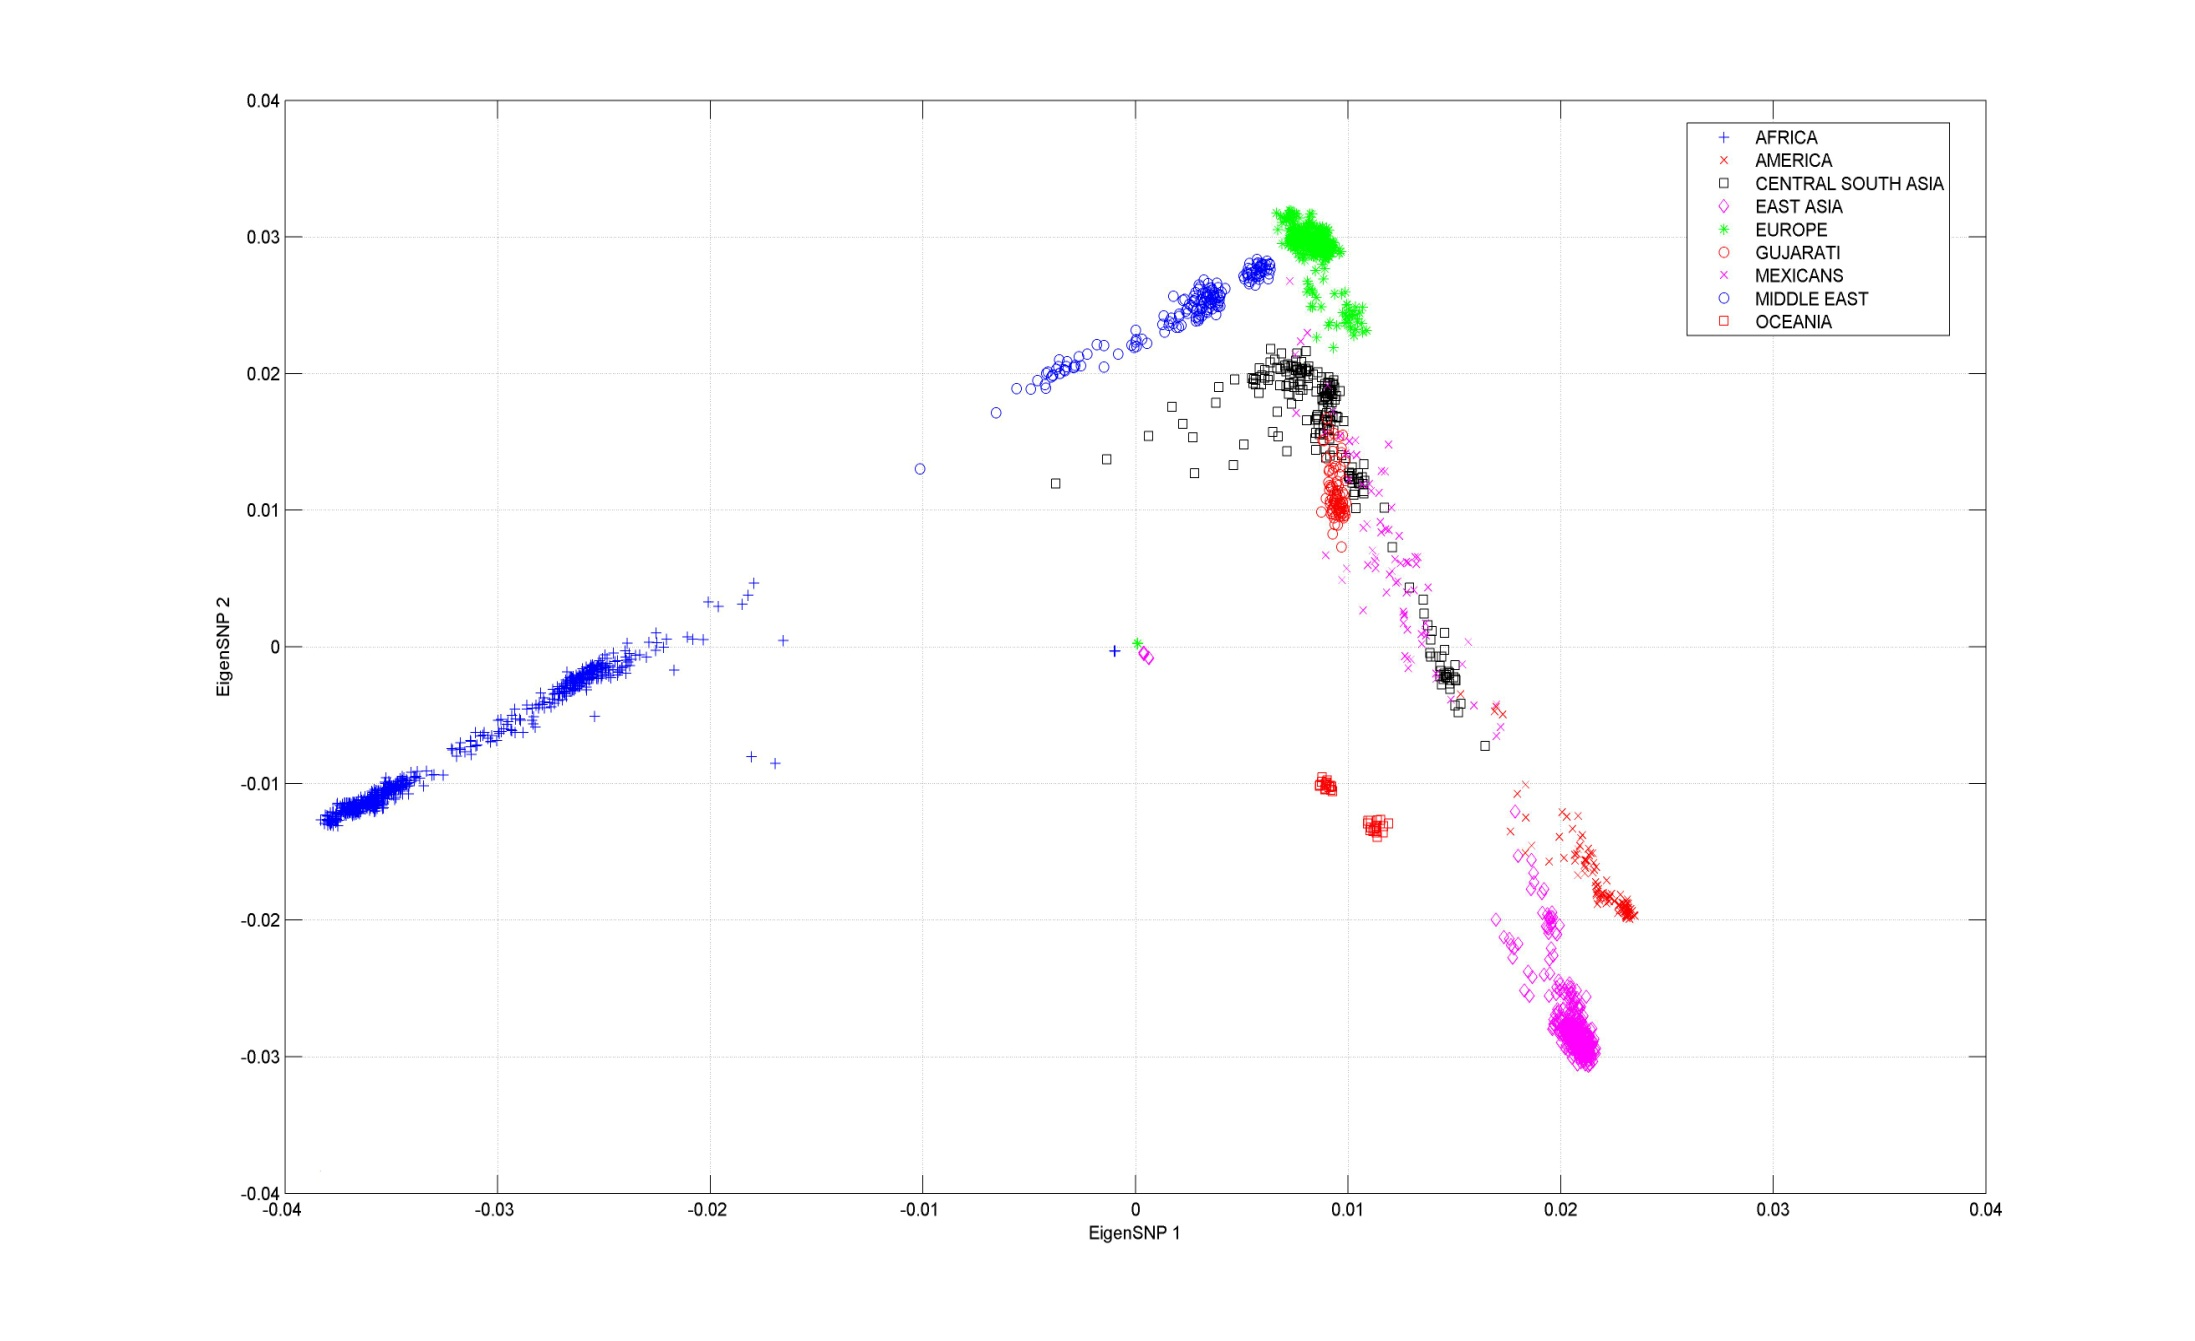 0.04
0.03
0.02
0.01
0
-0.01
-0.02
-0.03
-0.04
EigenSNP 2
-0.04 -0.03 -0.02 -0.01 0 0.01 0.02 0.03 0.04
EigenSNP 1
AFRICA
AMERICA
CENTRAL SOUTH ASIA
EAST ASIA
EUROPE
GUJARATI
MEXICANS
MIDDLE EAST
OCEANIA